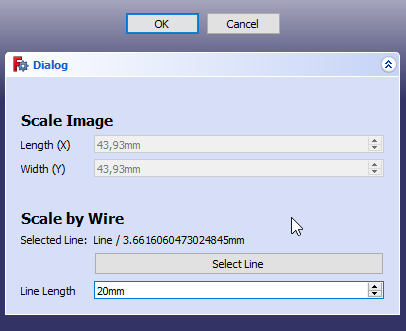 OK Cancel
Dialog
Scale Image
Length (X) 43,93mm
Width (Y) 43,93mm
Scale by Wire
Selected Line: Line / 3.6616060473024845mm
Select Line
Line Length 20mm